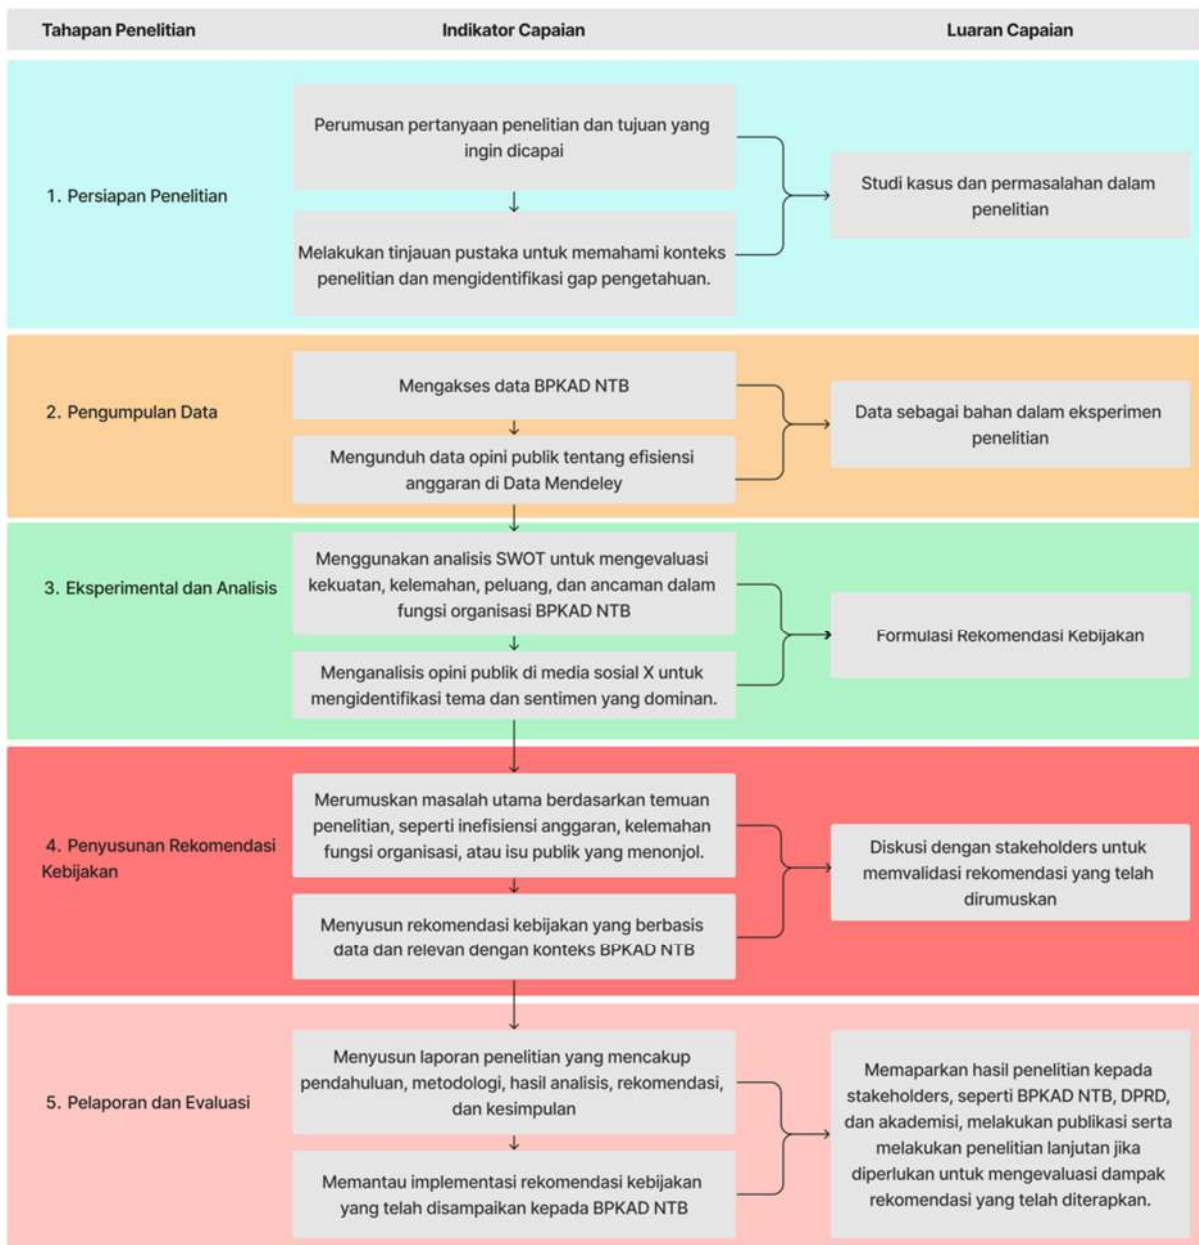 Tahapan Penelitian
Indikator Capaian
Luaran Capaian
1. Persiapan Penelitian
Perumusan pertanyaan penelitian dan tujuan yang
ingin dicapai
Melakukan tinjauan pustaka untuk memahami konteks
penelitian dan mengidentifikasi gap pengetahuan.
Studi kasus dan permasalahan dalam
penelitian
2. Pengumpulan Data
Mengakses data BPKAD NTB
Mengunduh data opini publik tentang efisiensi
anggaran di Data Mendeley
Data sebagai bahan dalam eksperimen
penelitian
3. Eksperimental dan Analisis
Menggunakan analisis SWOT untuk mengevaluasi
kekuatan, kelemahan, peluang, dan ancaman dalam
fungsi organisasi BPKAD NTB
Menganalisis opini publik di media sosial X untuk
mengidentifikasi tema dan sentimen yang dominan.
Formulasi Rekomendasi Kebijakan
4. Penyusunan Rekomendasi
Kebijakan
Merumuskan masalah utama berdasarkan temuan
penelitian, seperti inefisiensi anggaran, kelemahan
fungsi organisasi, atau isu publik yang menonjol.
Menyusun rekomendasi kebijakan yang berbasis
data dan relevan dengan konteks BPKAD NTB
Diskusi dengan stakeholders untuk
memvalidasi rekomendasi yang telah
dirumuskan
5. Pelaporan dan Evaluasi
Menyusun laporan penelitian yang mencakup
pendahuluan, metodologi, hasil analisis, rekomendasi,
dan kesimpulan
Memantau implementasi rekomendasi kebijakan
yang telah disampaikan kepada BPKAD NTB
Memaparkan hasil penelitian kepada
stakeholders, seperti BPKAD NTB, DPRD,
dan akademisi, melakukan publikasi serta
melakukan penelitian lanjutan jika
diperlukan untuk mengevaluasi dampak
rekomendasi yang telah diterapkan.